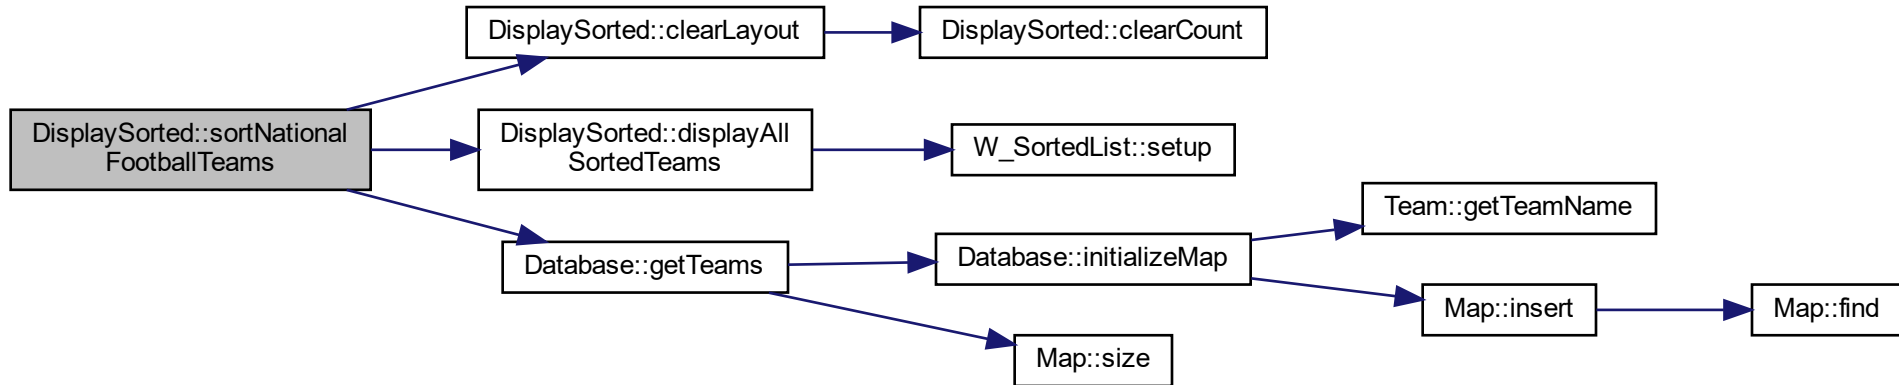 DisplaySorted::sortNational
FootballTeams
DisplaySorted::clearLayout
DisplaySorted::clearCount
DisplaySorted::displayAll
SortedTeams
W_SortedList::setup
Database::getTeams
Database::initializeMap
Team::getTeamName
Map::insert
Map::find
Map::size